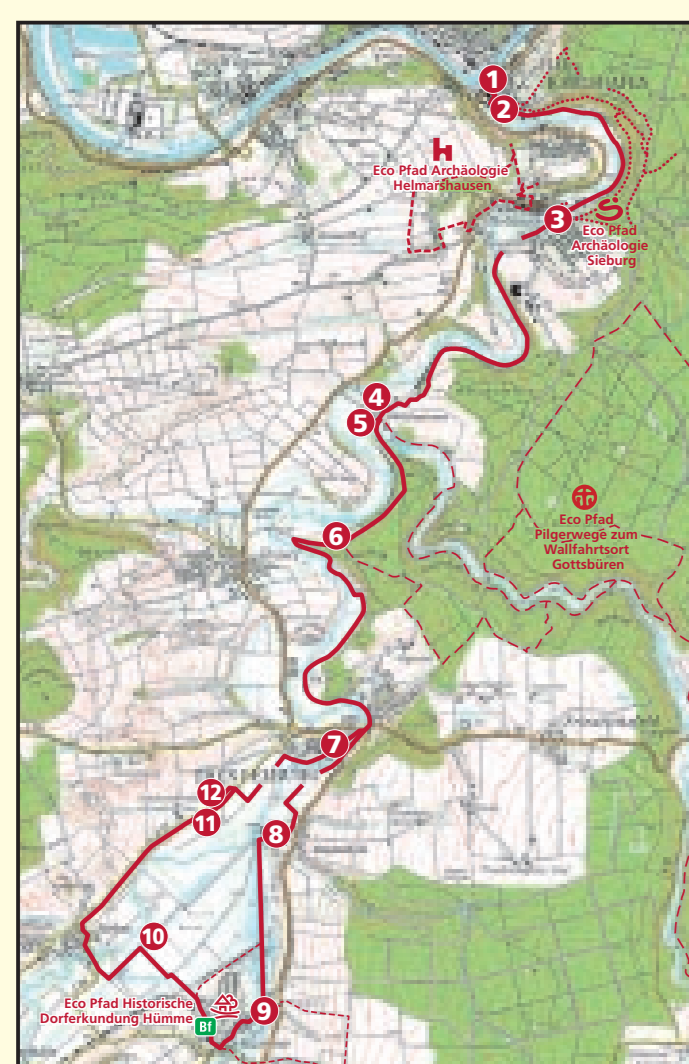 1
2
Eco Pfad Archäologie
Helmarshausen
3
Eco Pfad
Archäologie
Sieburg
4
5
Eco Pfad
Pilgerwege zum
Wallfahrtsort
Gottsbüren
6
7
12
11
8
10
Eco Pfad Historische
Dorferkundung Hümme
Bf
9